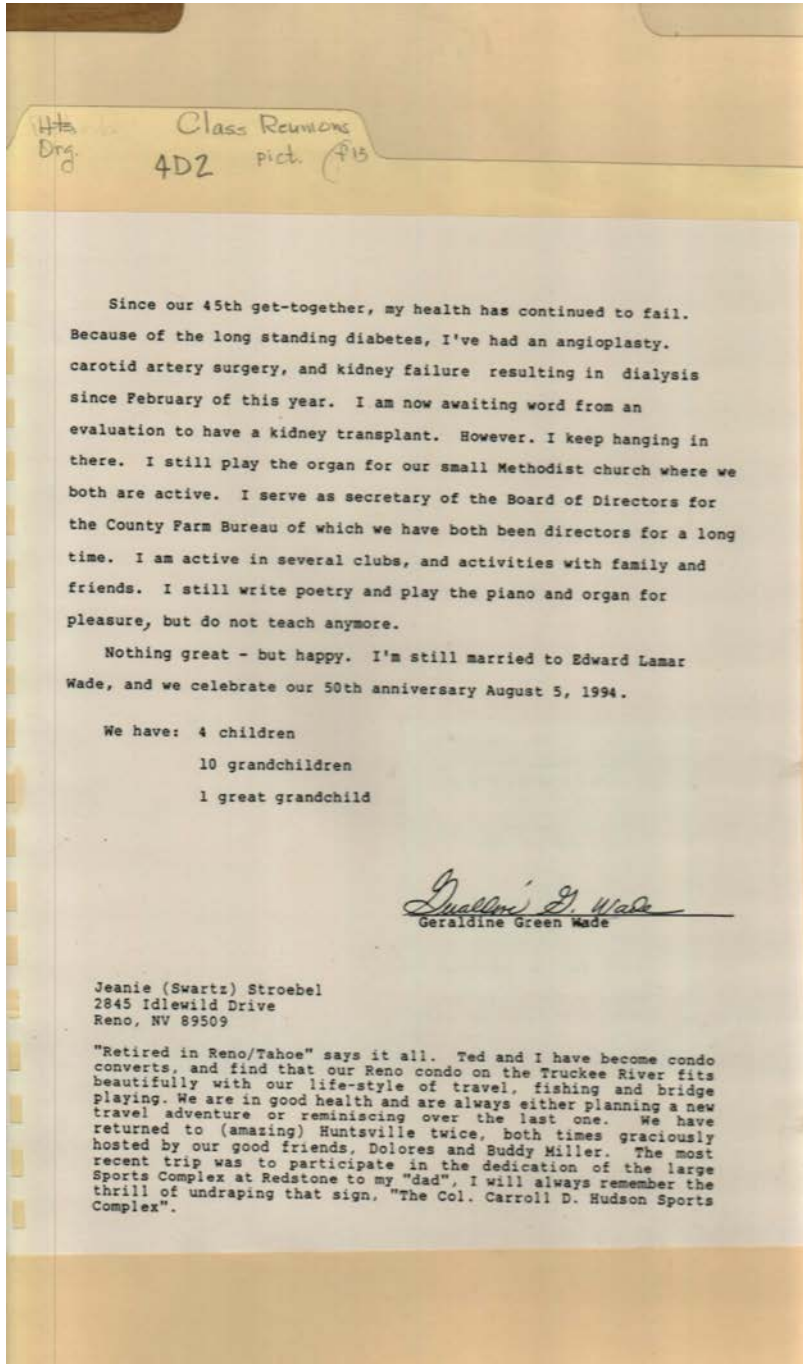 Hts. Class Reunions
Drg. 4D2 pict. p13
Since our 45th get-together, my health has continued to fail.
Because of the long standing diabetes, I've had an angioplasty.
carotid artery surgery, and kidney failure resulting in dialysis
since February of this year. I am now awaiting word from an
evaluation to have a kidney transplant. However. I keep hanging in
there. I still play the organ for our small Methodist church where we
both are active. I serve as secretary of the Board of Directors for
the County Farm Bureau of which we have both been directors for a long
time. I am active in several clubs, and activities with family and
friends. I still write poetry and play the piano and organ for
pleasure, but do not teach anymore.
Nothing great - but happy. I'm still married to Edward Lamar
Wade, and we celebrate our 50th anniversary August 5, 1994.
We have: 4 children
10 grandchildren
1 great grandchild
G. Wade
Geraldine Green Wade
Jeanie (Swartz) Stroebel
2845 Idlewild Drive
Reno, NV 89509
"Retired in Reno/Tahoe" says it all. Ted and I have become condo
converts, and find that our Reno condo on the Truckee River fits
beautifully with our life-style of travel, fishing and bridge
playing. We are in good health and are always either planning a new
travel adventure or reminiscing over the last one. We have
returned to (amazing) Huntsville twice, both times graciously
hosted by our good friends, Dolores and Buddy Miller. The most
recent trip was to participate in the dedication of the large
Sports Complex at Redstone to my "dad", I will always remember the
thrill of undraping that sign, "The Col. Carroll D. Hudson Sports
Complex".